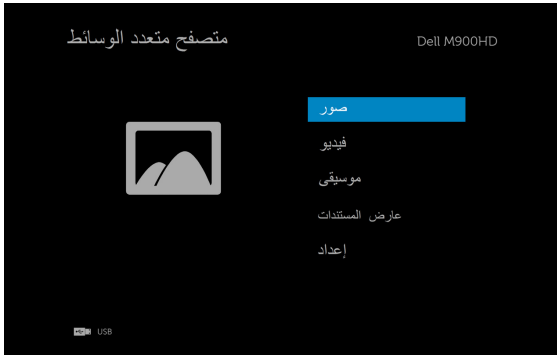 متصفح متعدد الوسائط
Dell M900HD
صور
فيديو
موسيقى
عارض المستندات
إعداد
USB